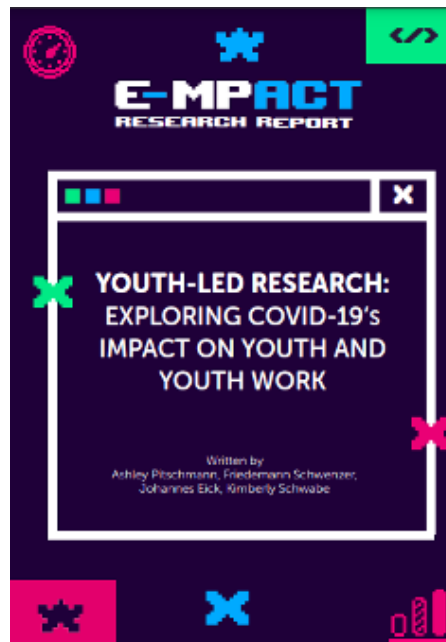 </>
E-MPACT
RESEARCH REPORT
YOUTH-LED RESEARCH:
EXPLORING COVID-19's
IMPACT ON YOUTH AND
YOUTH WORK
Written by
Ashley Pitschmann, Friedemann Schwenzer,
Johannes Eick, Kimberly Schwabe